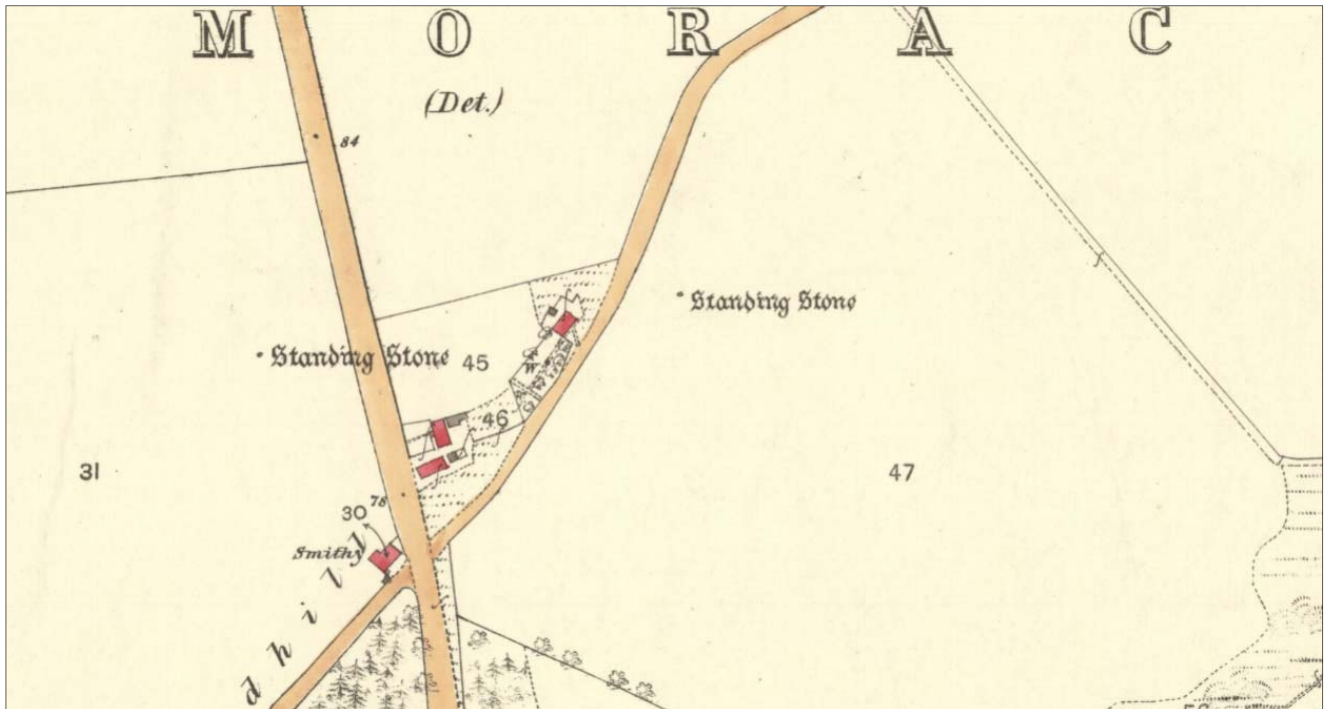 M O R A C
(Det.)
84
Standing Stone
Standing Stone
45
W
46
31
47
78
30
Smithy
d h i l l y